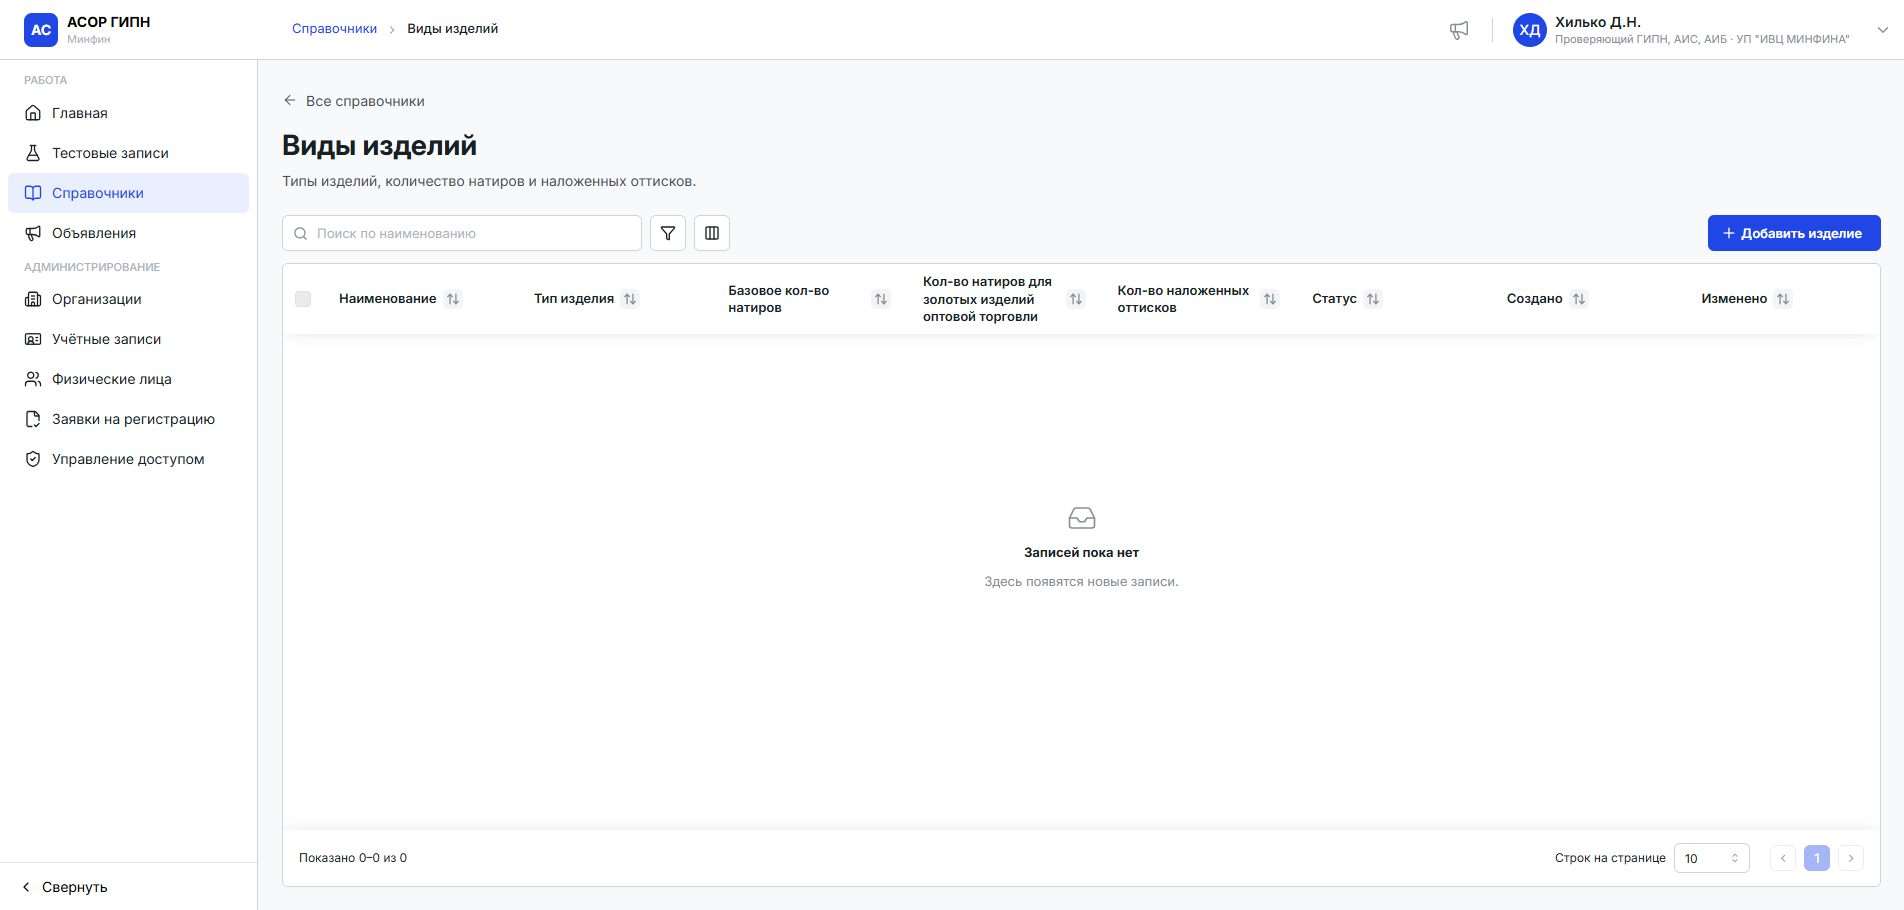 АС
АСОР ГИПН
Минфин
Справочники
Виды изделий
ХД
Хилько Д.Н.
Проверяющий ГИПН, АИС, АИБ · УП "ИВЦ МИНФИНА"
РАБОТА
Главная
Тестовые записи
Справочники
Объявления
АДМИНИСТРИРОВАНИЕ
Организации
Учётные записи
Физические лица
Заявки на регистрацию
Управление доступом
Свернуть
Все справочники
Виды изделий
Типы изделий, количество натиров и наложенных оттисков.
Поиск по наименованию
Добавить изделие
Наименование
Тип изделия
Базовое кол-во
натиров
Кол-во натиров для
золотых изделий
оптовой торговли
Кол-во наложенных
оттисков
Статус
Создано
Изменено
Записей пока нет
Здесь появятся новые записи.
Показано 0–0 из 0
Строк на странице
10
1